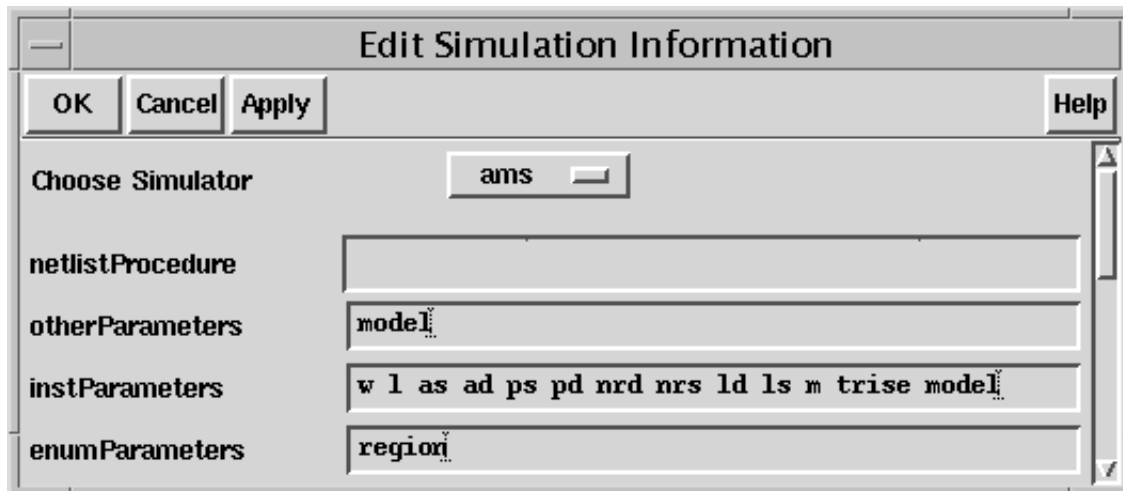 Edit Simulation Information
OK Cancel Apply Help
Choose Simulator ams
netlistProcedure
otherParameters model
instParameters w l as ad ps pd nrd nrs ld ls m trise model
enumParameters region